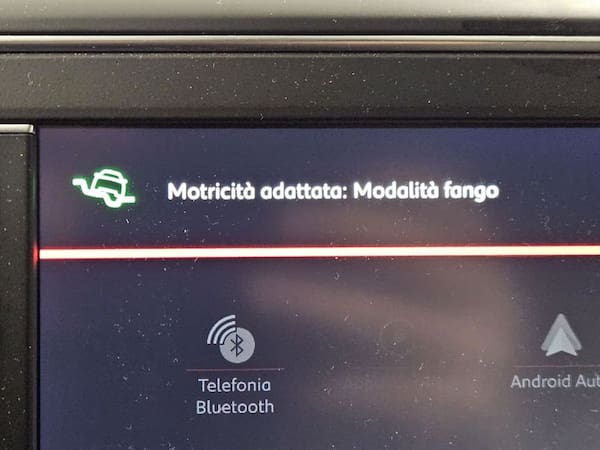 Motricità adattata: Modalità fango
Telefonia
Bluetooth
Android Aut